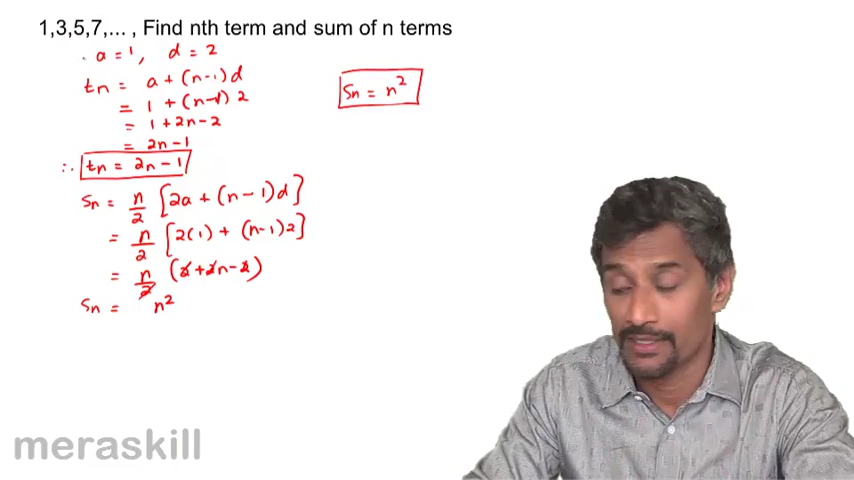 1,3,5,7,... , Find nth term and sum of n terms
a = 1, d = 2
tn = a + (n-1) d
= 1 + (n-1) 2
= 1 + 2n - 2
= 2n - 1
∴ tn = 2n - 1
Sn = n/2 [2a + (n-1)d]
= n/2 [2(1) + (n-1)2]
= n/2 (2 + 2n - 2)
Sn = n²
Sn = n²
meraskill